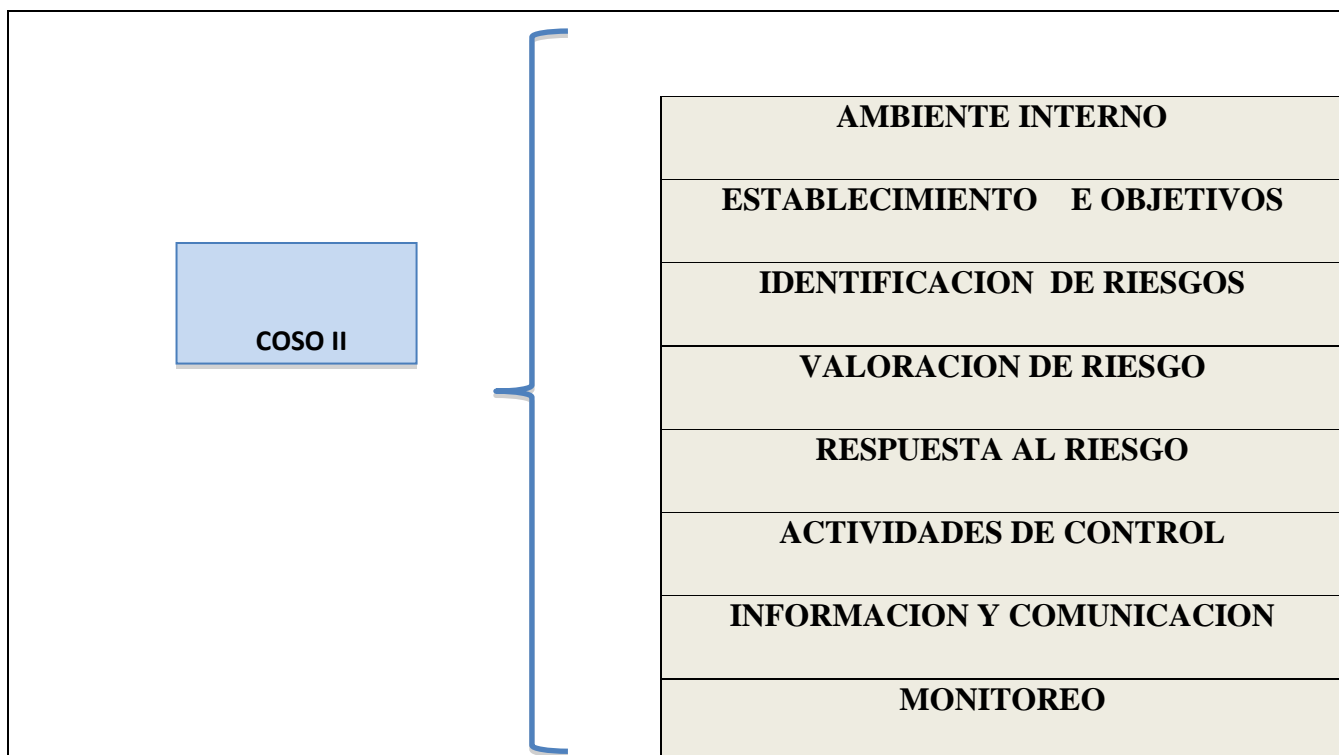 COSO II
AMBIENTE INTERNO
ESTABLECIMIENTO E OBJETIVOS
IDENTIFICACION DE RIESGOS
VALORACION DE RIESGO
RESPUESTA AL RIESGO
ACTIVIDADES DE CONTROL
INFORMACION Y COMUNICACION
MONITOREO